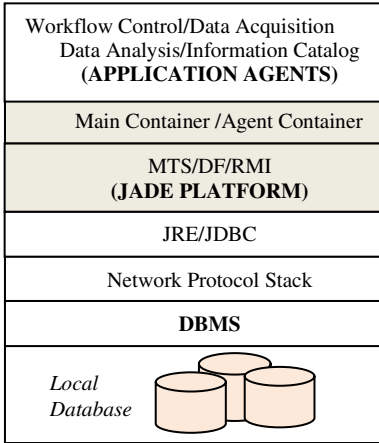 Workflow Control/Data Acquisition
Data Analysis/Information Catalog
(APPLICATION AGENTS)
Main Container /Agent Container
MTS/DF/RMI
(JADE PLATFORM)
JRE/JDBC
Network Protocol Stack
DBMS
Local
Database